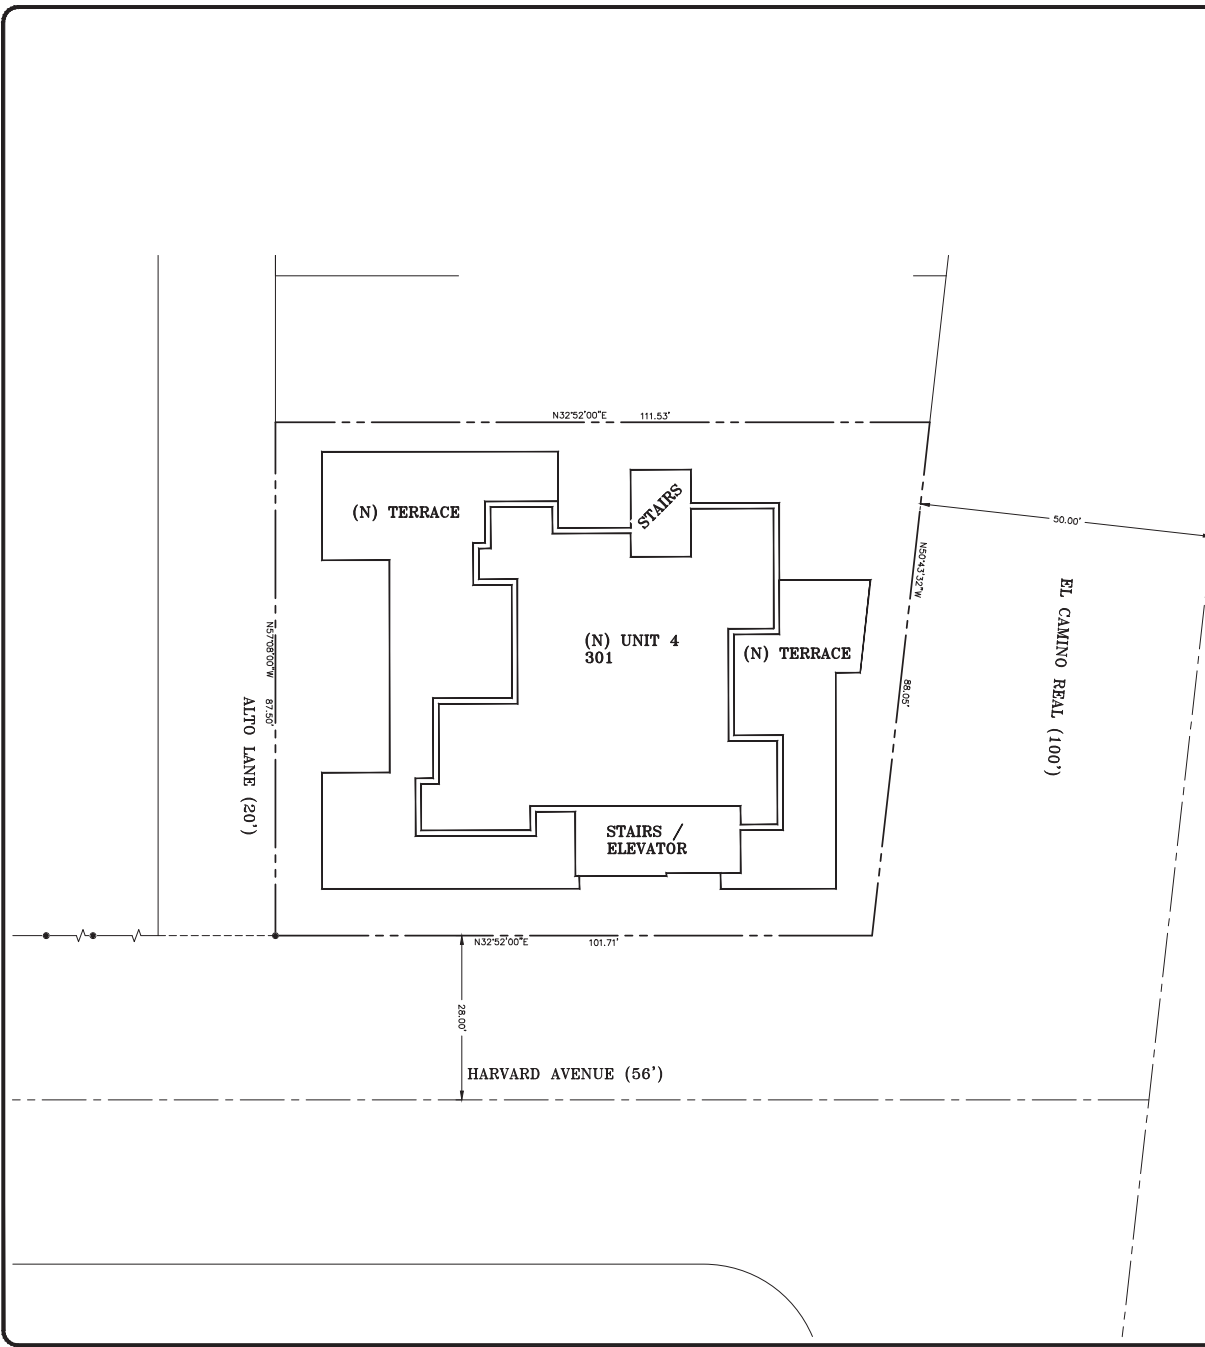 N32°52'00"E 111.53'
(N) TERRACE
STAIRS
50.00'
N50°43'32"W
88.05'
EL CAMINO REAL (100')
(N) UNIT 4
301
(N) TERRACE
N57°08'00"W 87.50'
ALTO LANE (20')
STAIRS /
ELEVATOR
N32°52'00"E 101.71'
28.00'
HARVARD AVENUE (56')